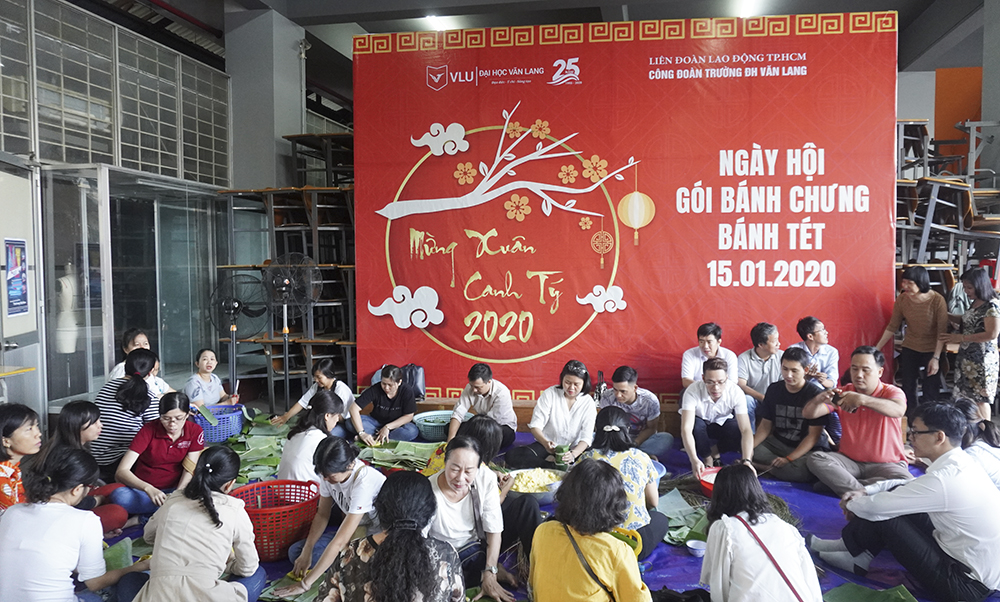 VLU ĐẠI HỌC VĂN LANG
25
LIÊN ĐOÀN LAO ĐỘNG TP.HCM
CÔNG ĐOÀN TRƯỜNG ĐH VĂN LANG
Mừng Xuân
Canh Tý
2020
NGÀY HỘI
GÓI BÁNH CHƯNG
BÁNH TÉT
15.01.2020